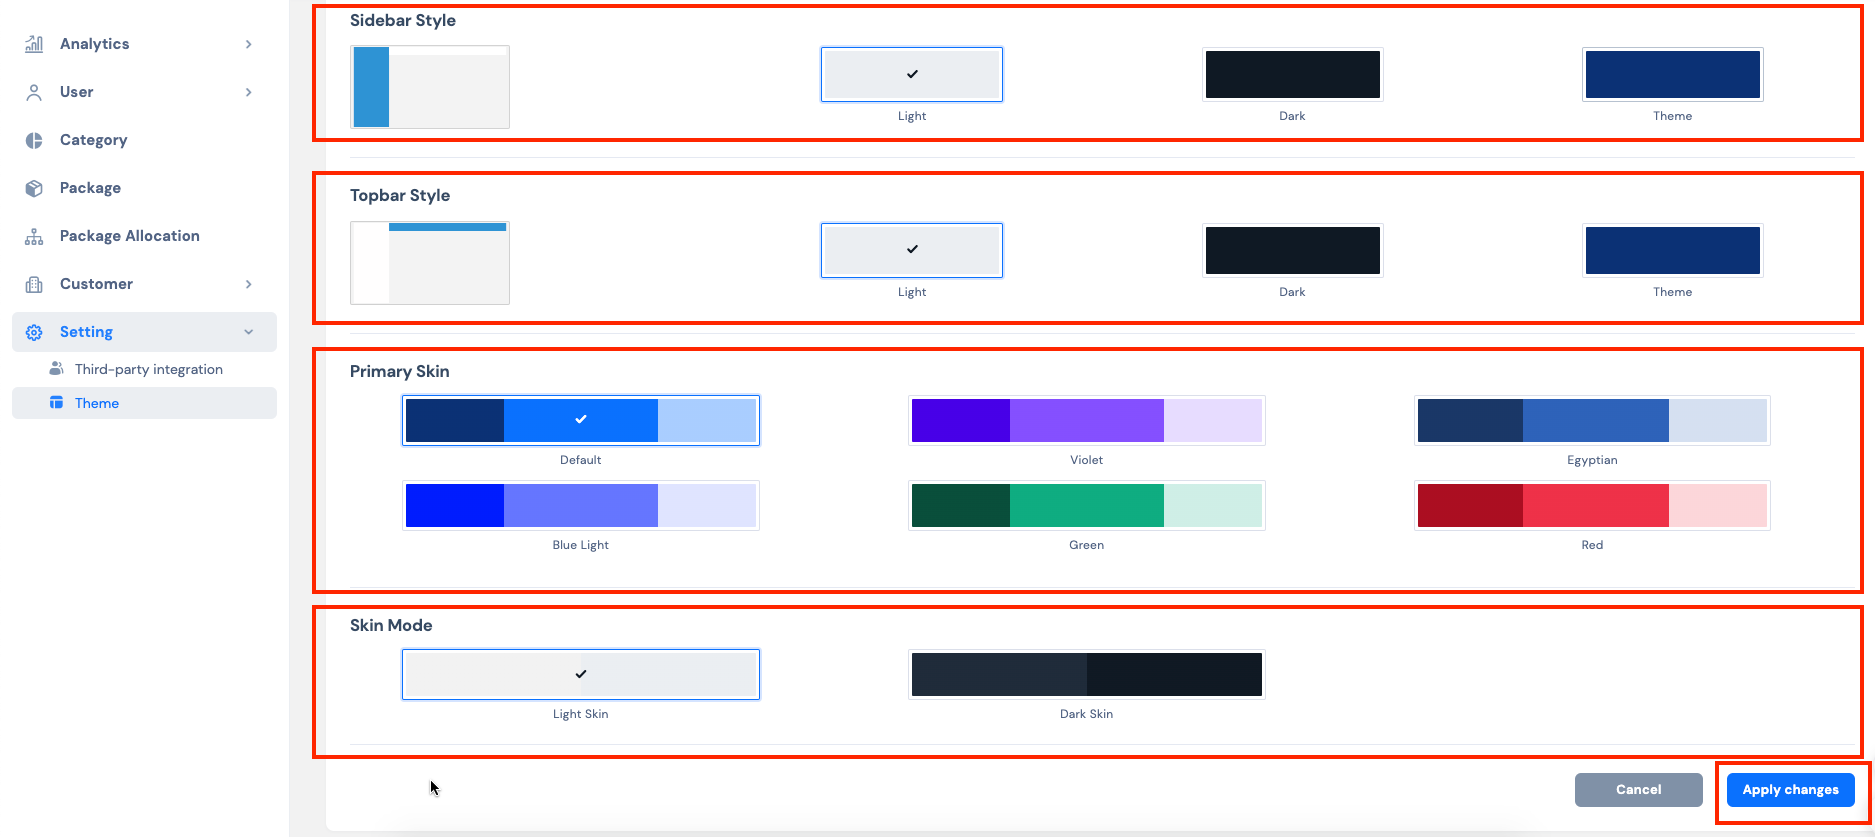 Analytics
User
Category
Package
Package Allocation
Customer
Setting
Third-party integration
Theme
Sidebar Style
Light
Dark
Theme
Topbar Style
Light
Dark
Theme
Primary Skin
Default
Violet
Egyptian
Blue Light
Green
Red
Skin Mode
Light Skin
Dark Skin
Cancel
Apply changes